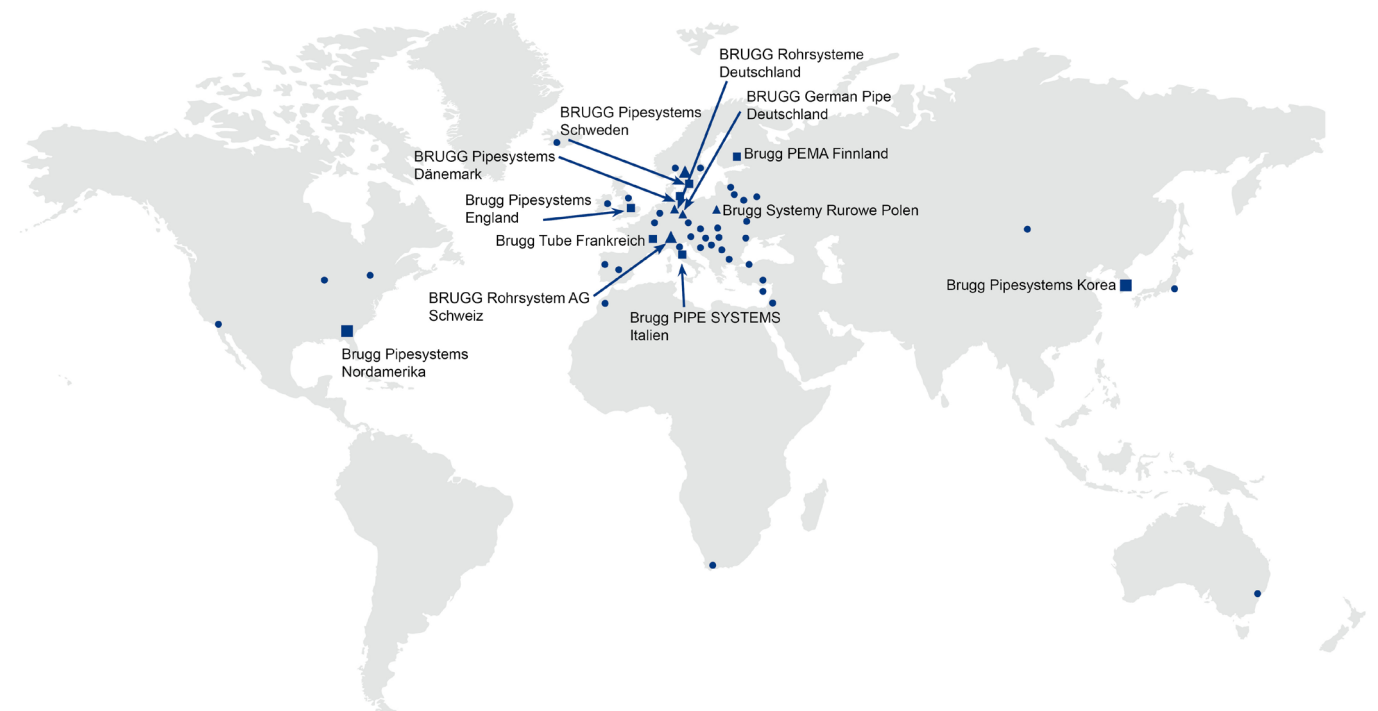 BRUGG Rohrsysteme
Deutschland
BRUGG German Pipe
Deutschland
BRUGG Pipesystems
Schweden
BRUGG Pipesystems
Dänemark
Brugg PEMA Finnland
Brugg Pipesystems
England
Brugg Systemy Rurowe Polen
Brugg Tube Frankreich
BRUGG Rohrsystem AG
Schweiz
Brugg PIPE SYSTEMS
Italien
Brugg Pipesystems Korea
Brugg Pipesystems
Nordamerika